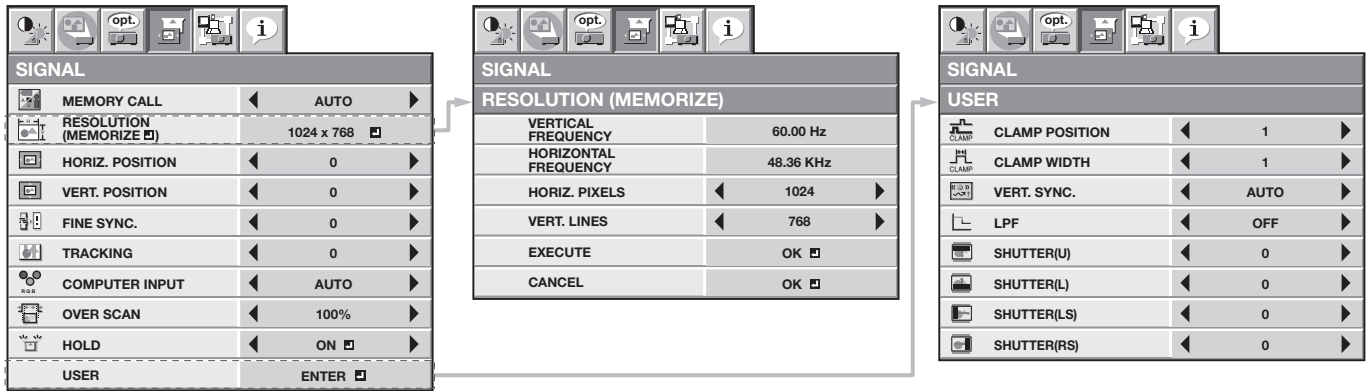 opt.
i
SIGNAL
MEMORY CALL AUTO
RESOLUTION
(MEMORIZE ) 1024 x 768
HORIZ. POSITION 0
VERT. POSITION 0
FINE SYNC. 0
TRACKING 0
R G B COMPUTER INPUT AUTO
OVER SCAN 100%
HOLD ON
USER ENTER
opt.
i
SIGNAL
RESOLUTION (MEMORIZE)
VERTICAL
FREQUENCY 60.00 Hz
HORIZONTAL
FREQUENCY 48.36 KHz
HORIZ. PIXELS 1024
VERT. LINES 768
EXECUTE OK
CANCEL OK
opt.
i
SIGNAL
USER
CLAMP CLAMP POSITION 1
CLAMP CLAMP WIDTH 1
VERT. SYNC. AUTO
LPF OFF
SHUTTER(U) 0
SHUTTER(L) 0
SHUTTER(LS) 0
SHUTTER(RS) 0